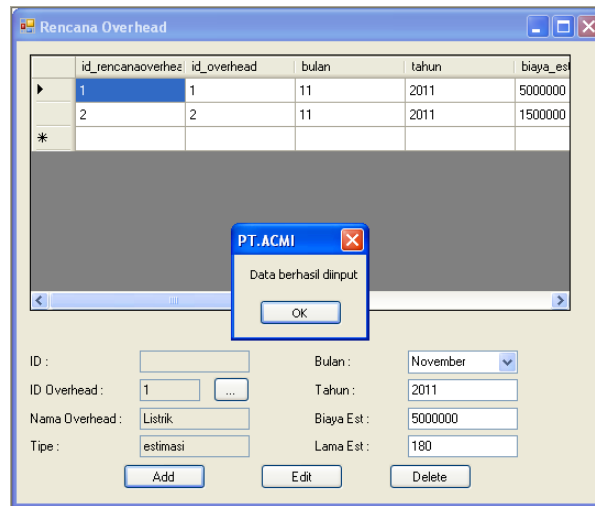 Rencana Overhead
id_rencanaoverhea id_overhead bulan tahun biaya_est
1 1 11 2011 5000000
2 2 11 2011 1500000
PT.ACMI
Data berhasil diinput
OK
ID : Bulan : November
ID Overhead : 1 ... Tahun : 2011
Nama Overhead : Listrik Biaya Est : 5000000
Tipe : estimasi Lama Est : 180
Add Edit Delete